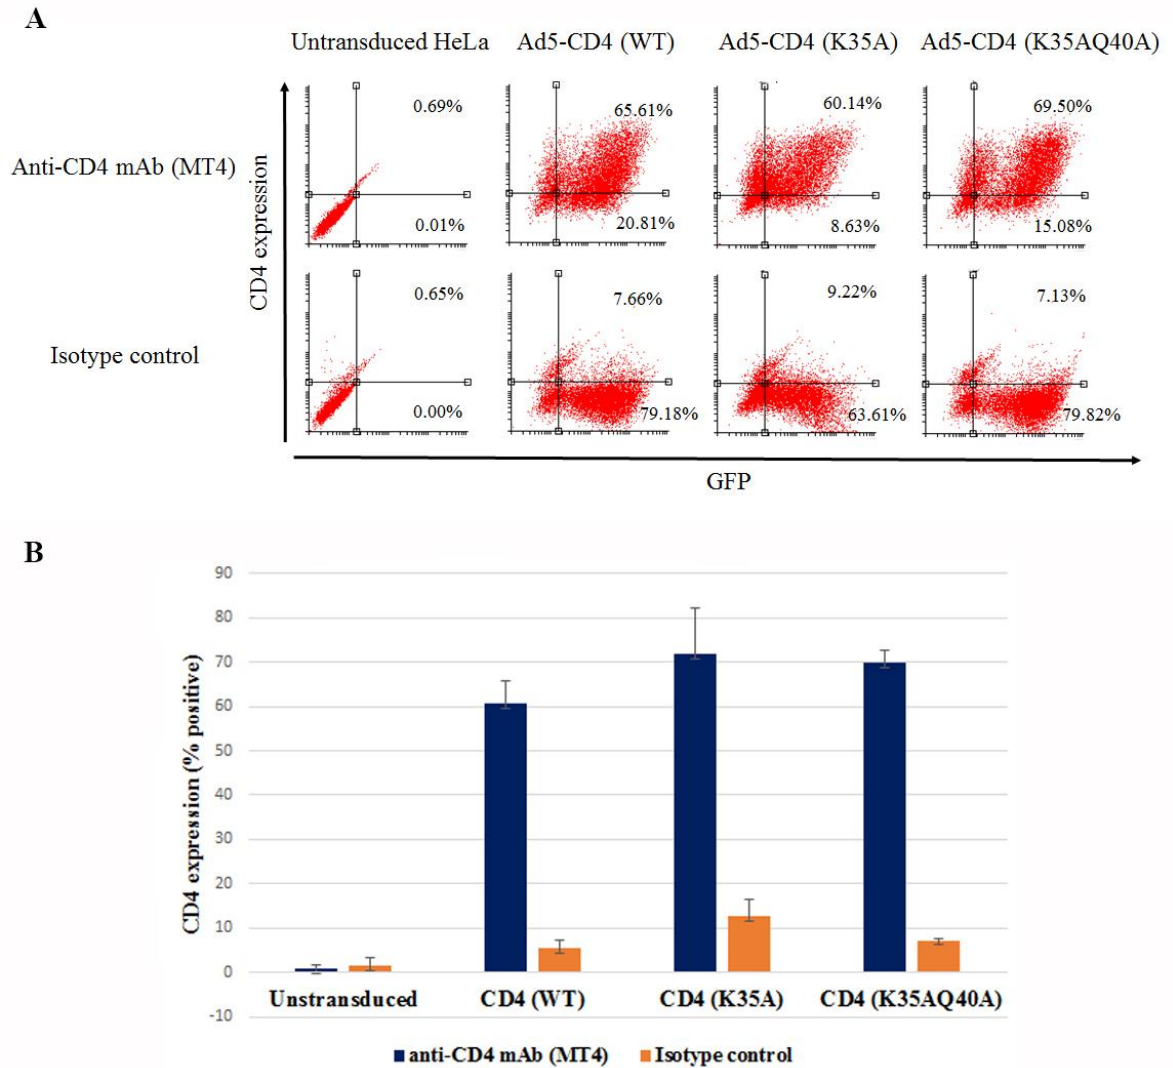 A
Untransduced HeLa Ad5-CD4 (WT) Ad5-CD4 (K35A) Ad5-CD4 (K35AQ40A)
Anti-CD4 mAb (MT4)
0.69% 65.61% 60.14% 69.50%
0.01% 20.81% 8.63% 15.08%
CD4 expression
Isotype control
0.65% 7.66% 9.22% 7.13%
0.00% 79.18% 63.61% 79.82%
GFP
B
CD4 expression (% positive)
90
80
70
60
50
40
30
20
10
0
-10
Unstransduced CD4 (WT) CD4 (K35A) CD4 (K35AQ40A)
anti-CD4 mAb (MT4) Isotype control